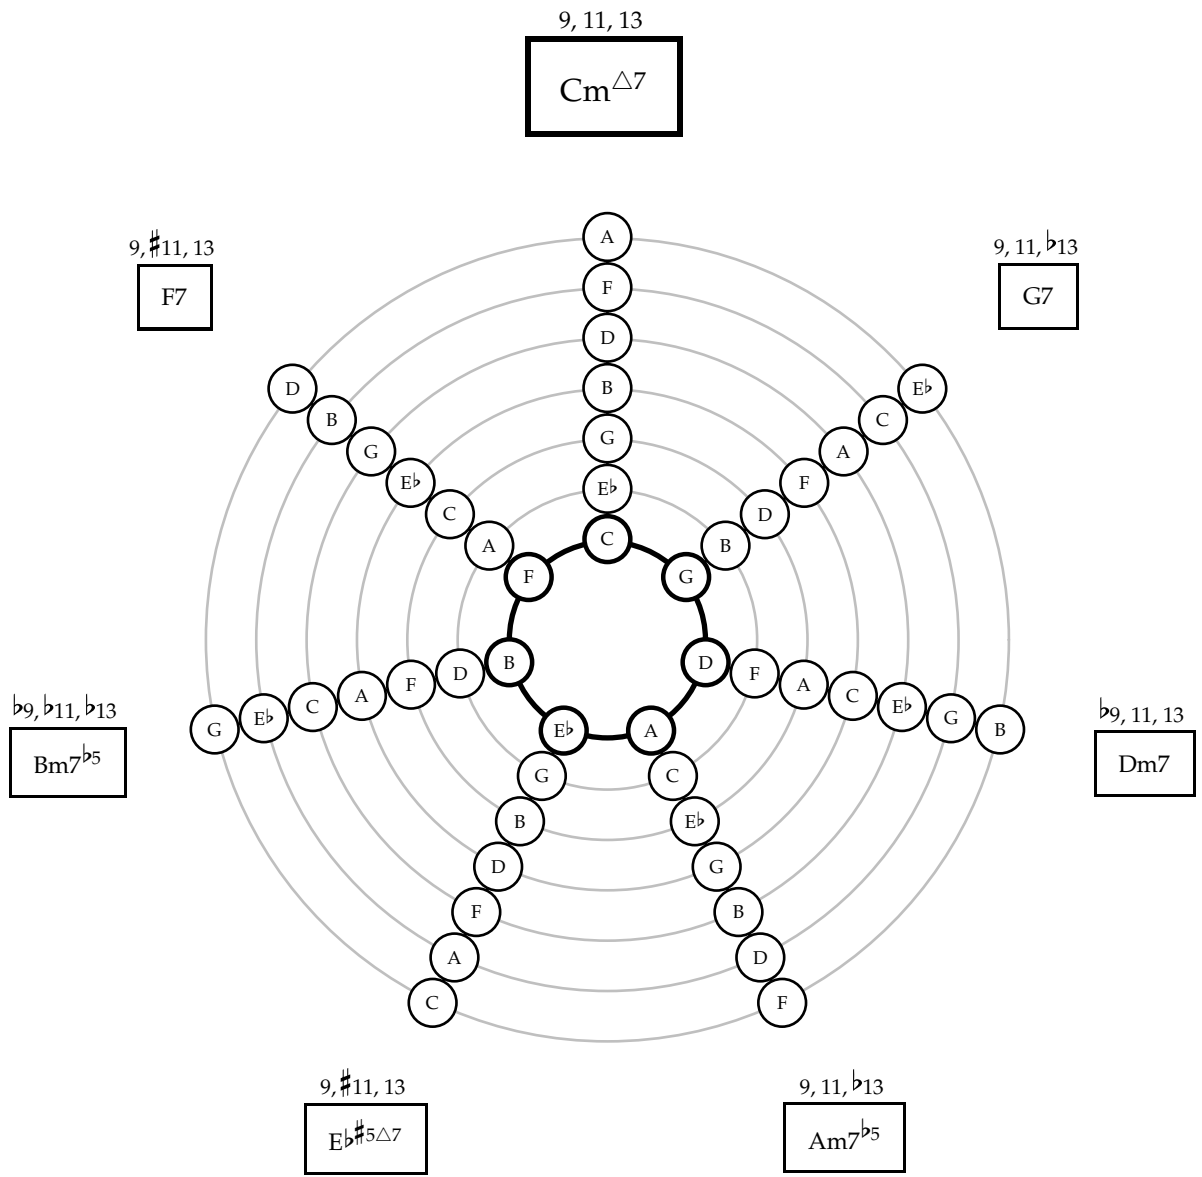 9, 11, 13
Cm△7
9, ♯11, 13
F7
9, 11, ♭13
G7
A
F
D
B
G
E♭
C
D
B
G
E♭
C
A
F
E♭
C
A
F
D
B
G
G
E♭
C
A
F
D
B
D
F
A
C
E♭
G
B
E♭
G
B
D
F
A
C
A
C
E♭
G
B
D
F
♭9, ♭11, ♭13
Bm7♭5
♭9, 11, 13
Dm7
9, ♯11, 13
E♭♯5△7
9, 11, ♭13
Am7♭5